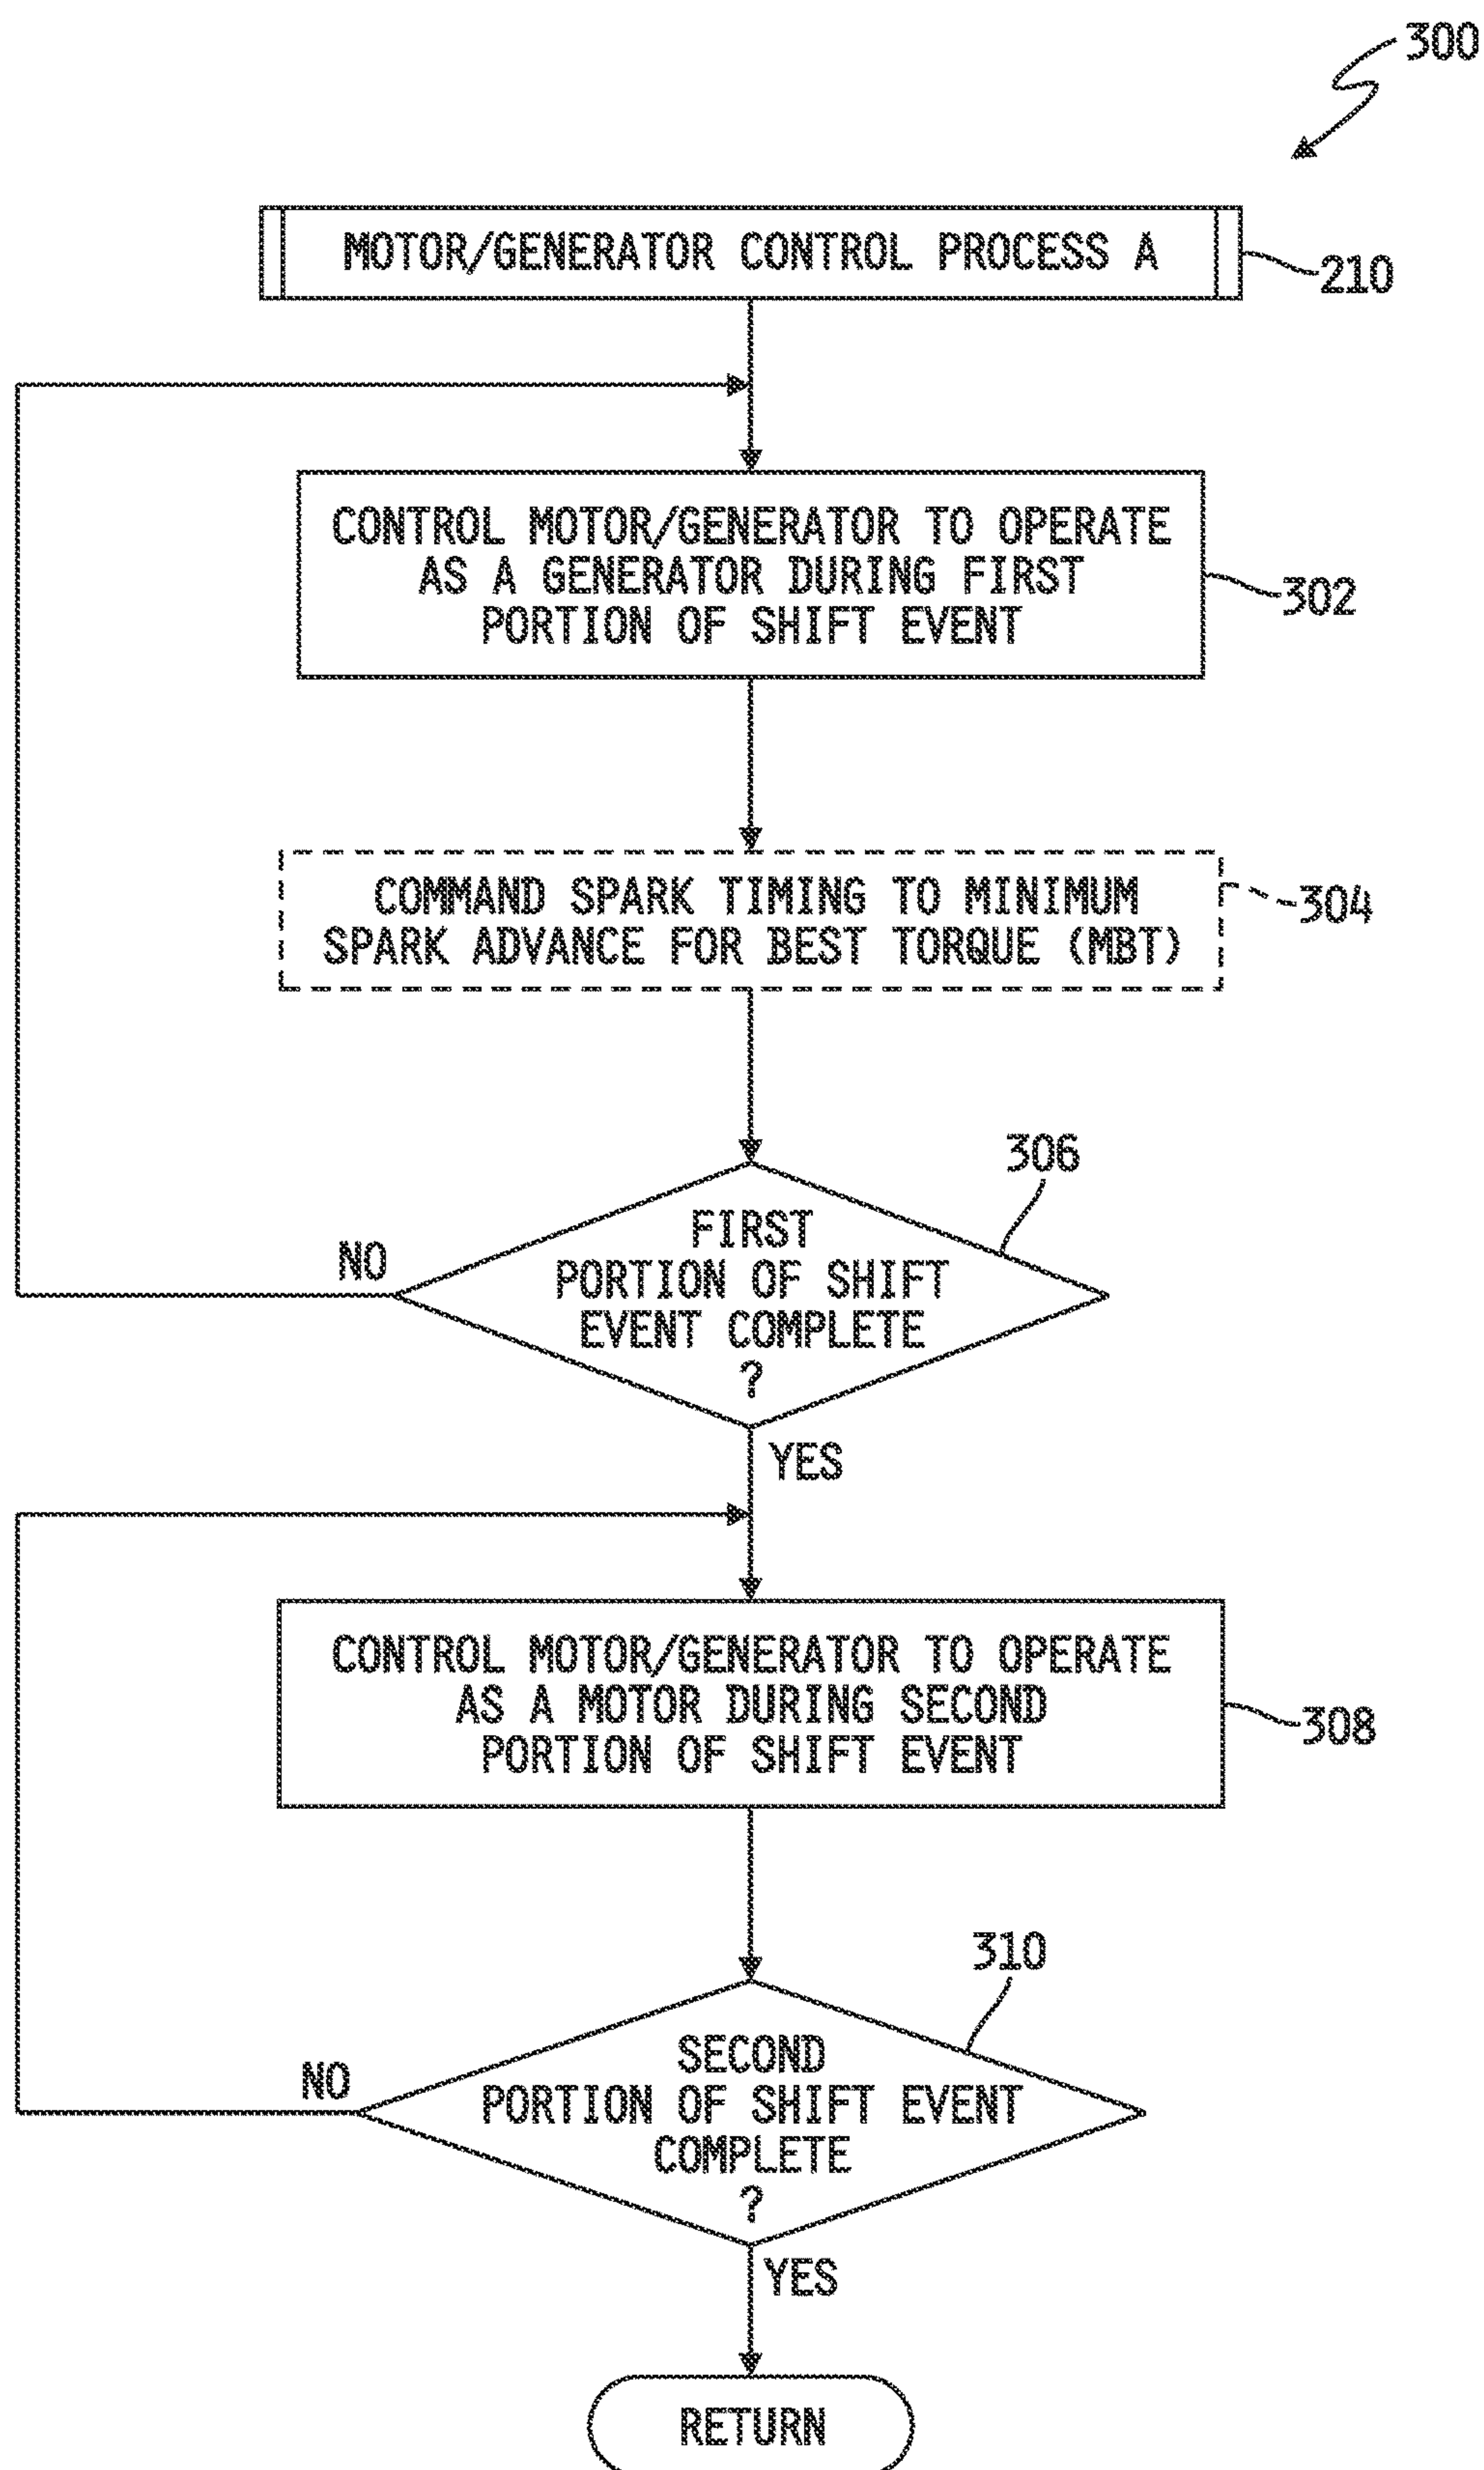 300
MOTOR/GENERATOR CONTROL PROCESS A
210
CONTROL MOTOR/GENERATOR TO OPERATE
AS A GENERATOR DURING FIRST
PORTION OF SHIFT EVENT
302
COMMAND SPARK TIMING TO MINIMUM
SPARK ADVANCE FOR BEST TORQUE (MBT)
304
306
FIRST
PORTION OF SHIFT
EVENT COMPLETE
?
NO
YES
CONTROL MOTOR/GENERATOR TO OPERATE
AS A MOTOR DURING SECOND
PORTION OF SHIFT EVENT
308
310
SECOND
PORTION OF SHIFT EVENT
COMPLETE
?
NO
YES
RETURN